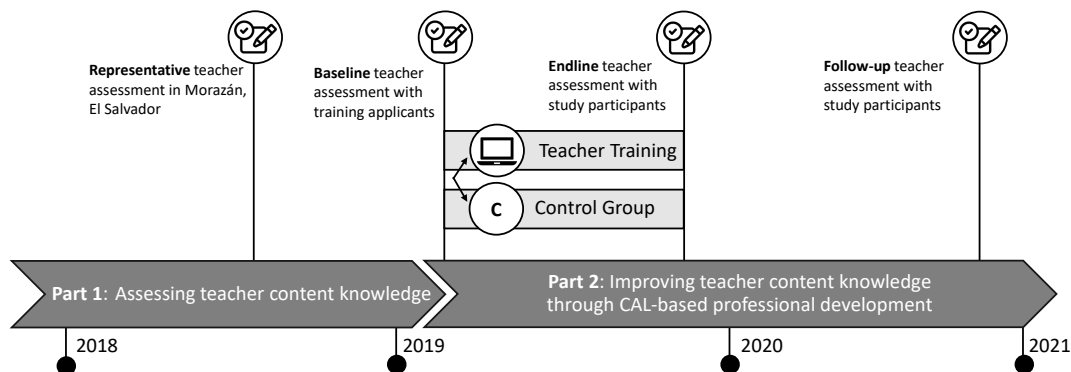 Representative teacher
assessment in Morazán,
El Salvador
Baseline teacher
assessment with
training applicants
Endline teacher
assessment with
study participants
Follow-up teacher
assessment with
study participants
Teacher Training
C
Control Group
Part 1: Assessing teacher content knowledge
Part 2: Improving teacher content knowledge
through CAL-based professional development
2018
2019
2020
2021